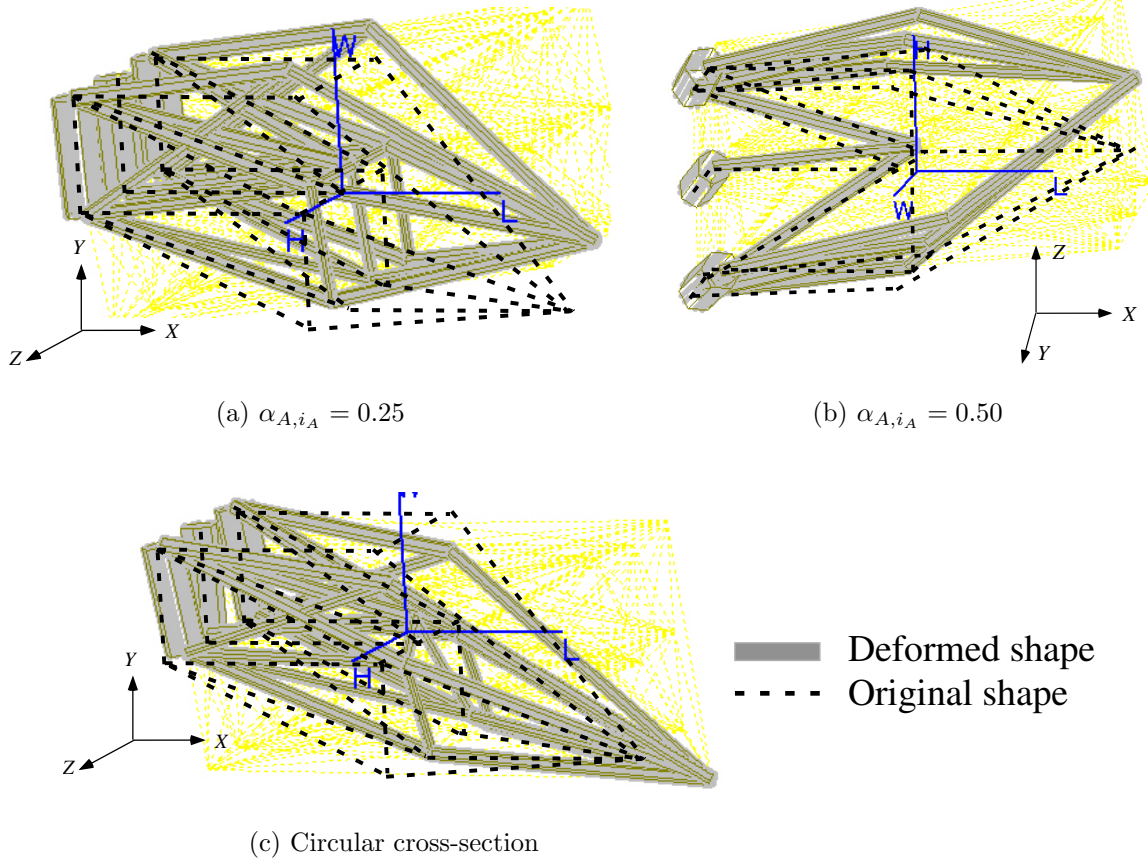 W
L
H
Y
X
Z
(a) α_{A,i_A} = 0.25
H
L
W
Z
X
Y
(b) α_{A,i_A} = 0.50
L
H
Y
X
Z
Deformed shape
Original shape
(c) Circular cross-section